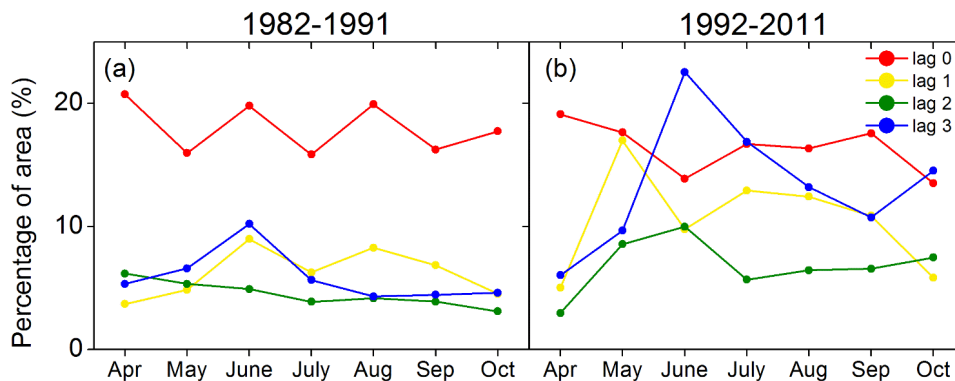 1982-1991
1992-2011
Percentage of area (%)
(a)
(b)
lag 0
lag 1
lag 2
lag 3
20
10
0
Apr May June July Aug Sep Oct
Apr May June July Aug Sep Oct